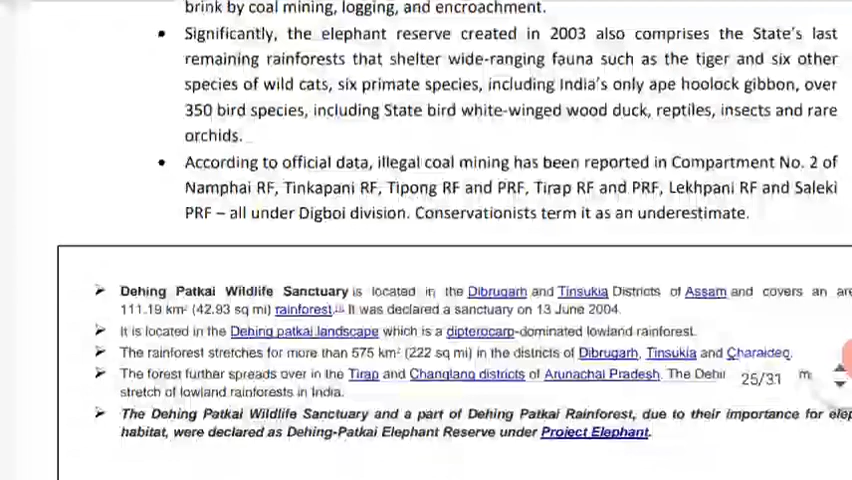 brink by coal mining, logging, and encroachment.
• Significantly, the elephant reserve created in 2003 also comprises the State's last
remaining rainforests that shelter wide-ranging fauna such as the tiger and six other
species of wild cats, six primate species, including India's only ape hoolock gibbon, over
350 bird species, including State bird white-winged wood duck, reptiles, insects and rare
orchids.
• According to official data, illegal coal mining has been reported in Compartment No. 2 of
Namphai RF, Tinkapani RF, Tipong RF and PRF, Tirap RF and PRF, Lekhpani RF and Saleki
PRF – all under Digboi division. Conservationists term it as an underestimate.
➤ Dehing Patkai Wildlife Sanctuary is located in the Dibrugarh and Tinsukia Districts of Assam and covers an
111.19 km² (42.93 sq mi) rainforest. It was declared a sanctuary on 13 June 2004.
➤ It is located in the Dehing patkai landscape which is a dipterocarp-dominated lowland rainforest.
➤ The rainforest stretches for more than 575 km² (222 sq mi) in the districts of Dibrugarh, Tinsukia and Charaideo.
➤ The forest further spreads over in the Tirap and Changlang districts of Arunachal Pradesh. The
25/31
stretch of lowland rainforests in India.
➤ The Dehing Patkai Wildlife Sanctuary and a part of Dehing Patkai Rainforest, due to their importance for
habitat, were declared as Dehing-Patkai Elephant Reserve under Project Elephant.